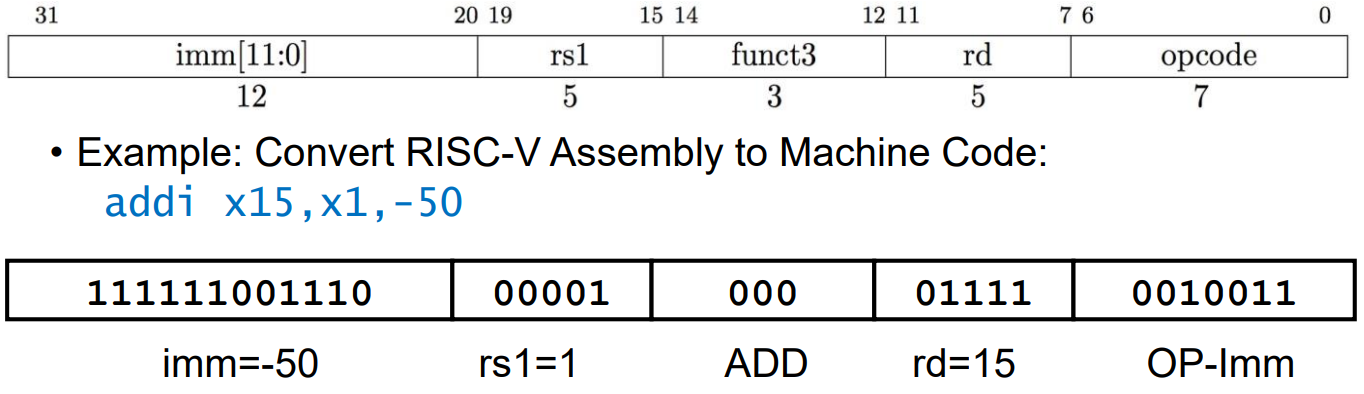 31 20 19 15 14 12 11 7 6 0
imm[11:0] rs1 funct3 rd opcode
12 5 3 5 7
• Example: Convert RISC-V Assembly to Machine Code:
addi x15,x1,-50
111111001110 00001 000 01111 0010011
imm=-50 rs1=1 ADD rd=15 OP-Imm